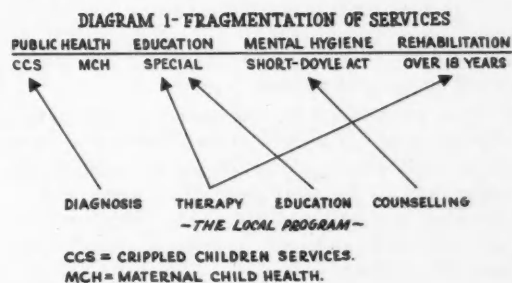 DIAGRAM 1- FRAGMENTATION OF SERVICES
PUBLIC HEALTH EDUCATION MENTAL HYGIENE REHABILITATION
CCS MCH SPECIAL SHORT-DOYLE ACT OVER 18 YEARS
DIAGNOSIS THERAPY EDUCATION COUNSELLING
-THE LOCAL PROGRAM-
CCS = CRIPPLED CHILDREN SERVICES.
MCH= MATERNAL CHILD HEALTH.